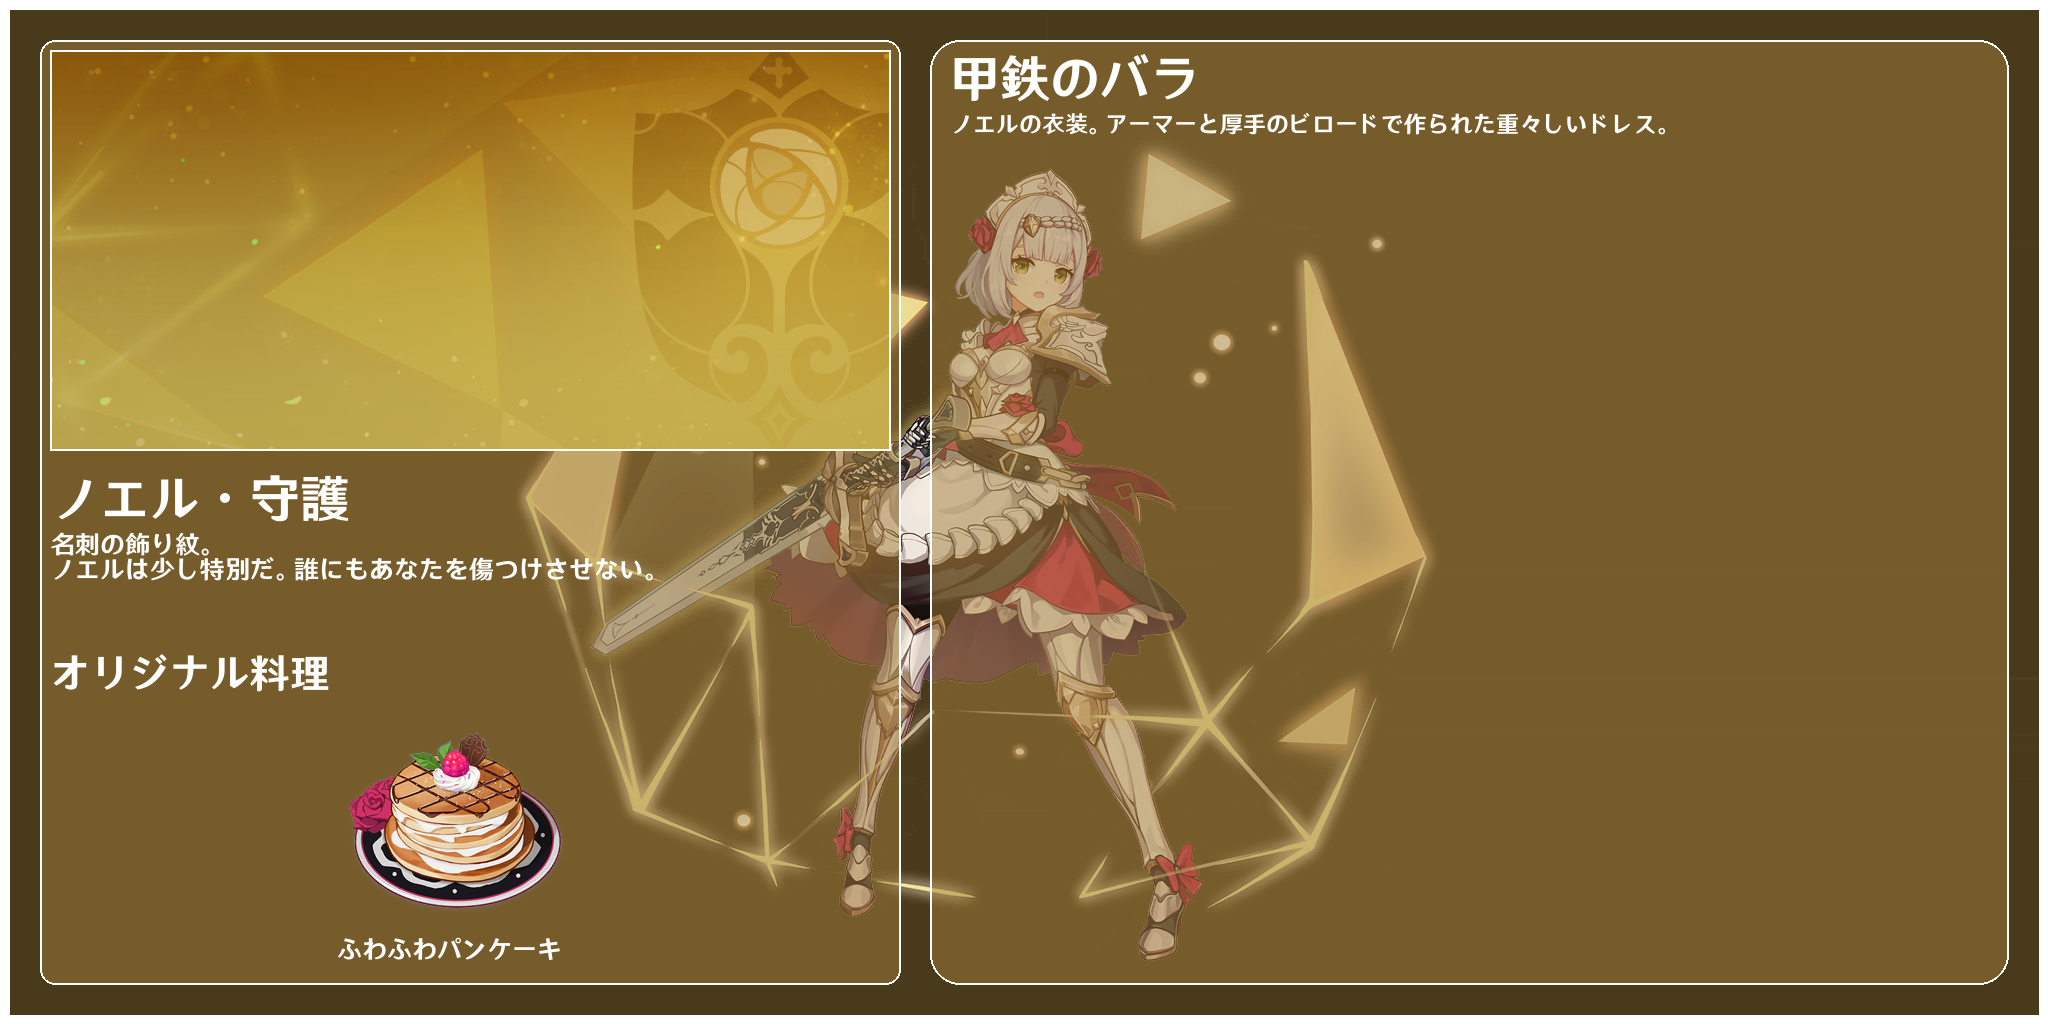 ノエル・守護
名刺の飾り紋。
ノエルは少し特別だ。誰にもあなたを傷つけさせない。
オリジナル料理
ふわふわパンケーキ
甲鉄のバラ
ノエルの衣装。アーマーと厚手のビロードで作られた重々しいドレス。